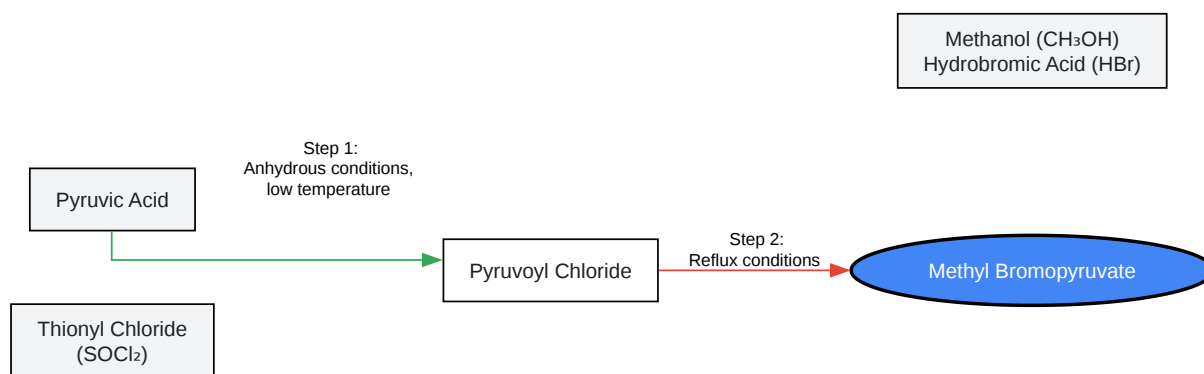 Methanol (CH₃OH)
Hydrobromic Acid (HBr)
Step 1:
Anhydrous conditions,
low temperature
Pyruvic Acid
Step 2:
Reflux conditions
Pyruvoyl Chloride
Methyl Bromopyruvate
Thionyl Chloride
(SOCl₂)